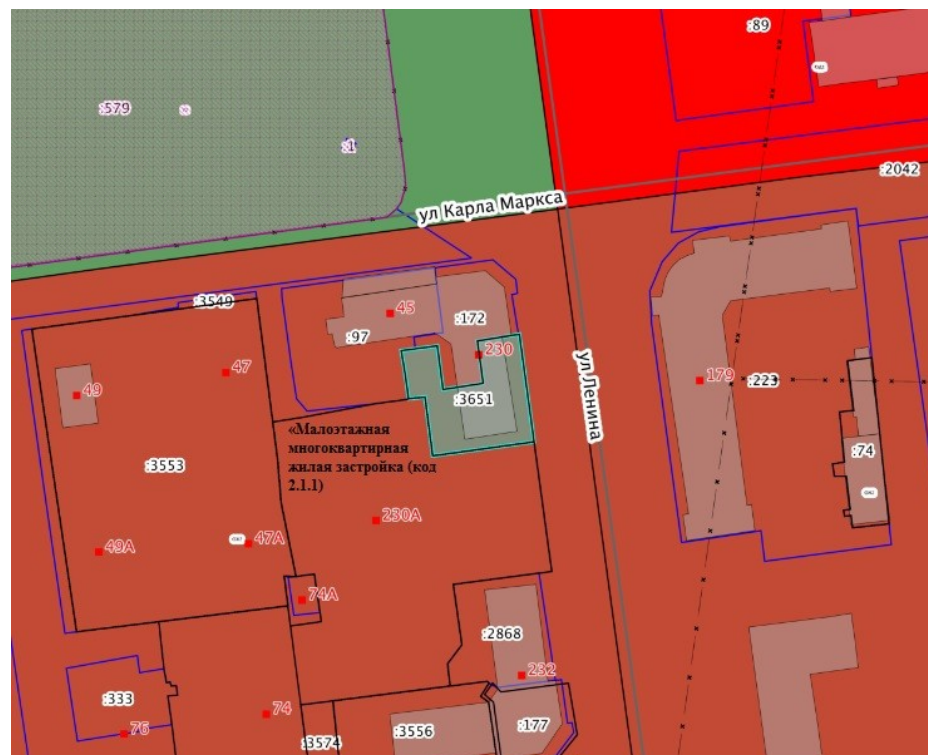 :89
:579
:1
:2042
ул Карла Маркса
:3549
45
:172
:97
230
47
179
:223
49
:3651
ул Ленина
«Малоэтажная
многоквартирная
жилая застройка (код
2.1.1)
:74
:3553
230А
47А
49А
74А
:2868
232
:333
74
76
:177
:3556
:3574